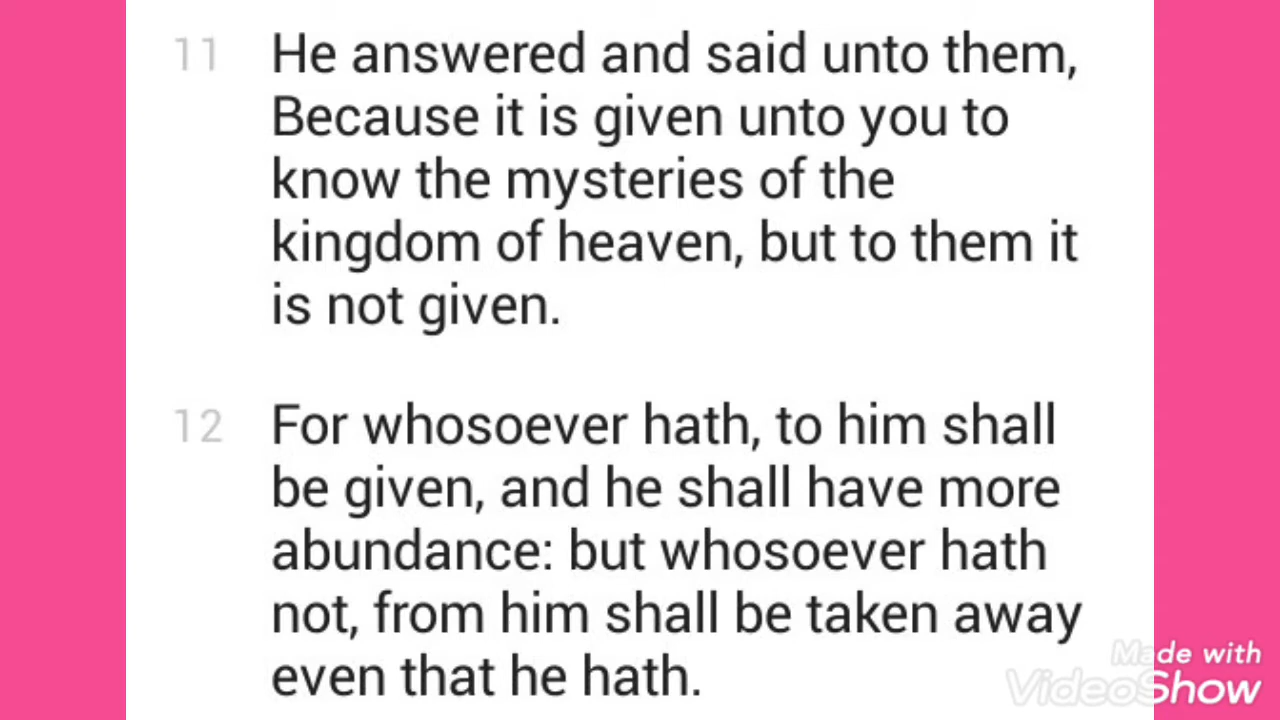 11 He answered and said unto them,
Because it is given unto you to
know the mysteries of the
kingdom of heaven, but to them it
is not given.
12 For whosoever hath, to him shall
be given, and he shall have more
abundance: but whosoever hath
not, from him shall be taken away
even that he hath.
Made with
VideoShow